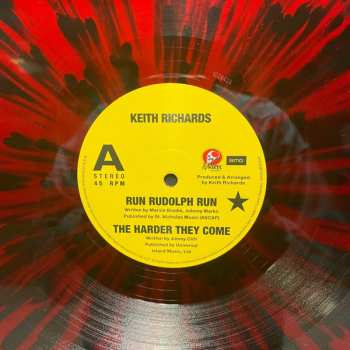 KEITH RICHARDS
A
STEREO
45 RPM
BMG
Produced & Arranged
by Keith Richards
RUN RUDOLPH RUN
Written by Marvin Brodie, Johnny Marks
Published by St. Nicholas Music (ASCAP)
THE HARDER THEY COME
Written by Jimmy Cliff
Published by Universal
Island Music, Ltd